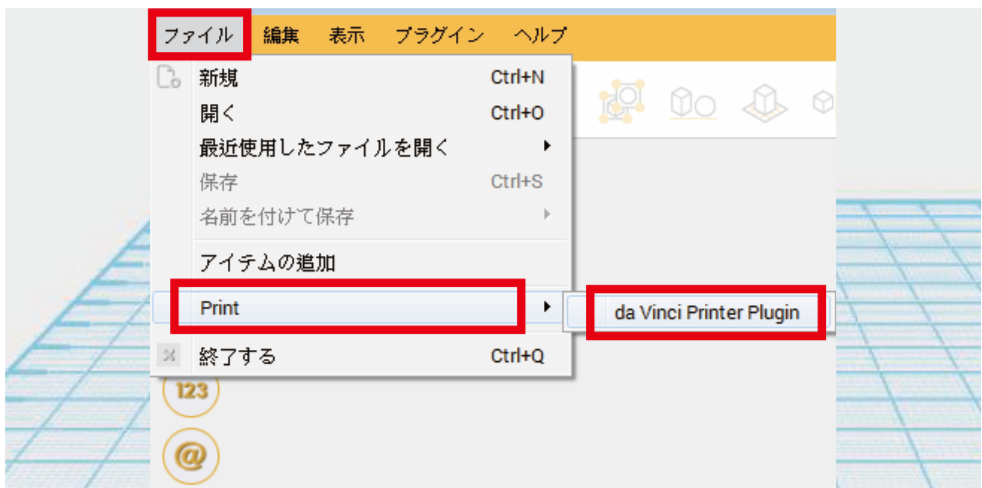 ファイル 編集 表示 プラグイン ヘルプ
新規 Ctrl+N
開く Ctrl+O
最近使用したファイルを開く
保存 Ctrl+S
名前を付けて保存
アイテムの追加
Print
da Vinci Printer Plugin
終了する Ctrl+Q
123
@